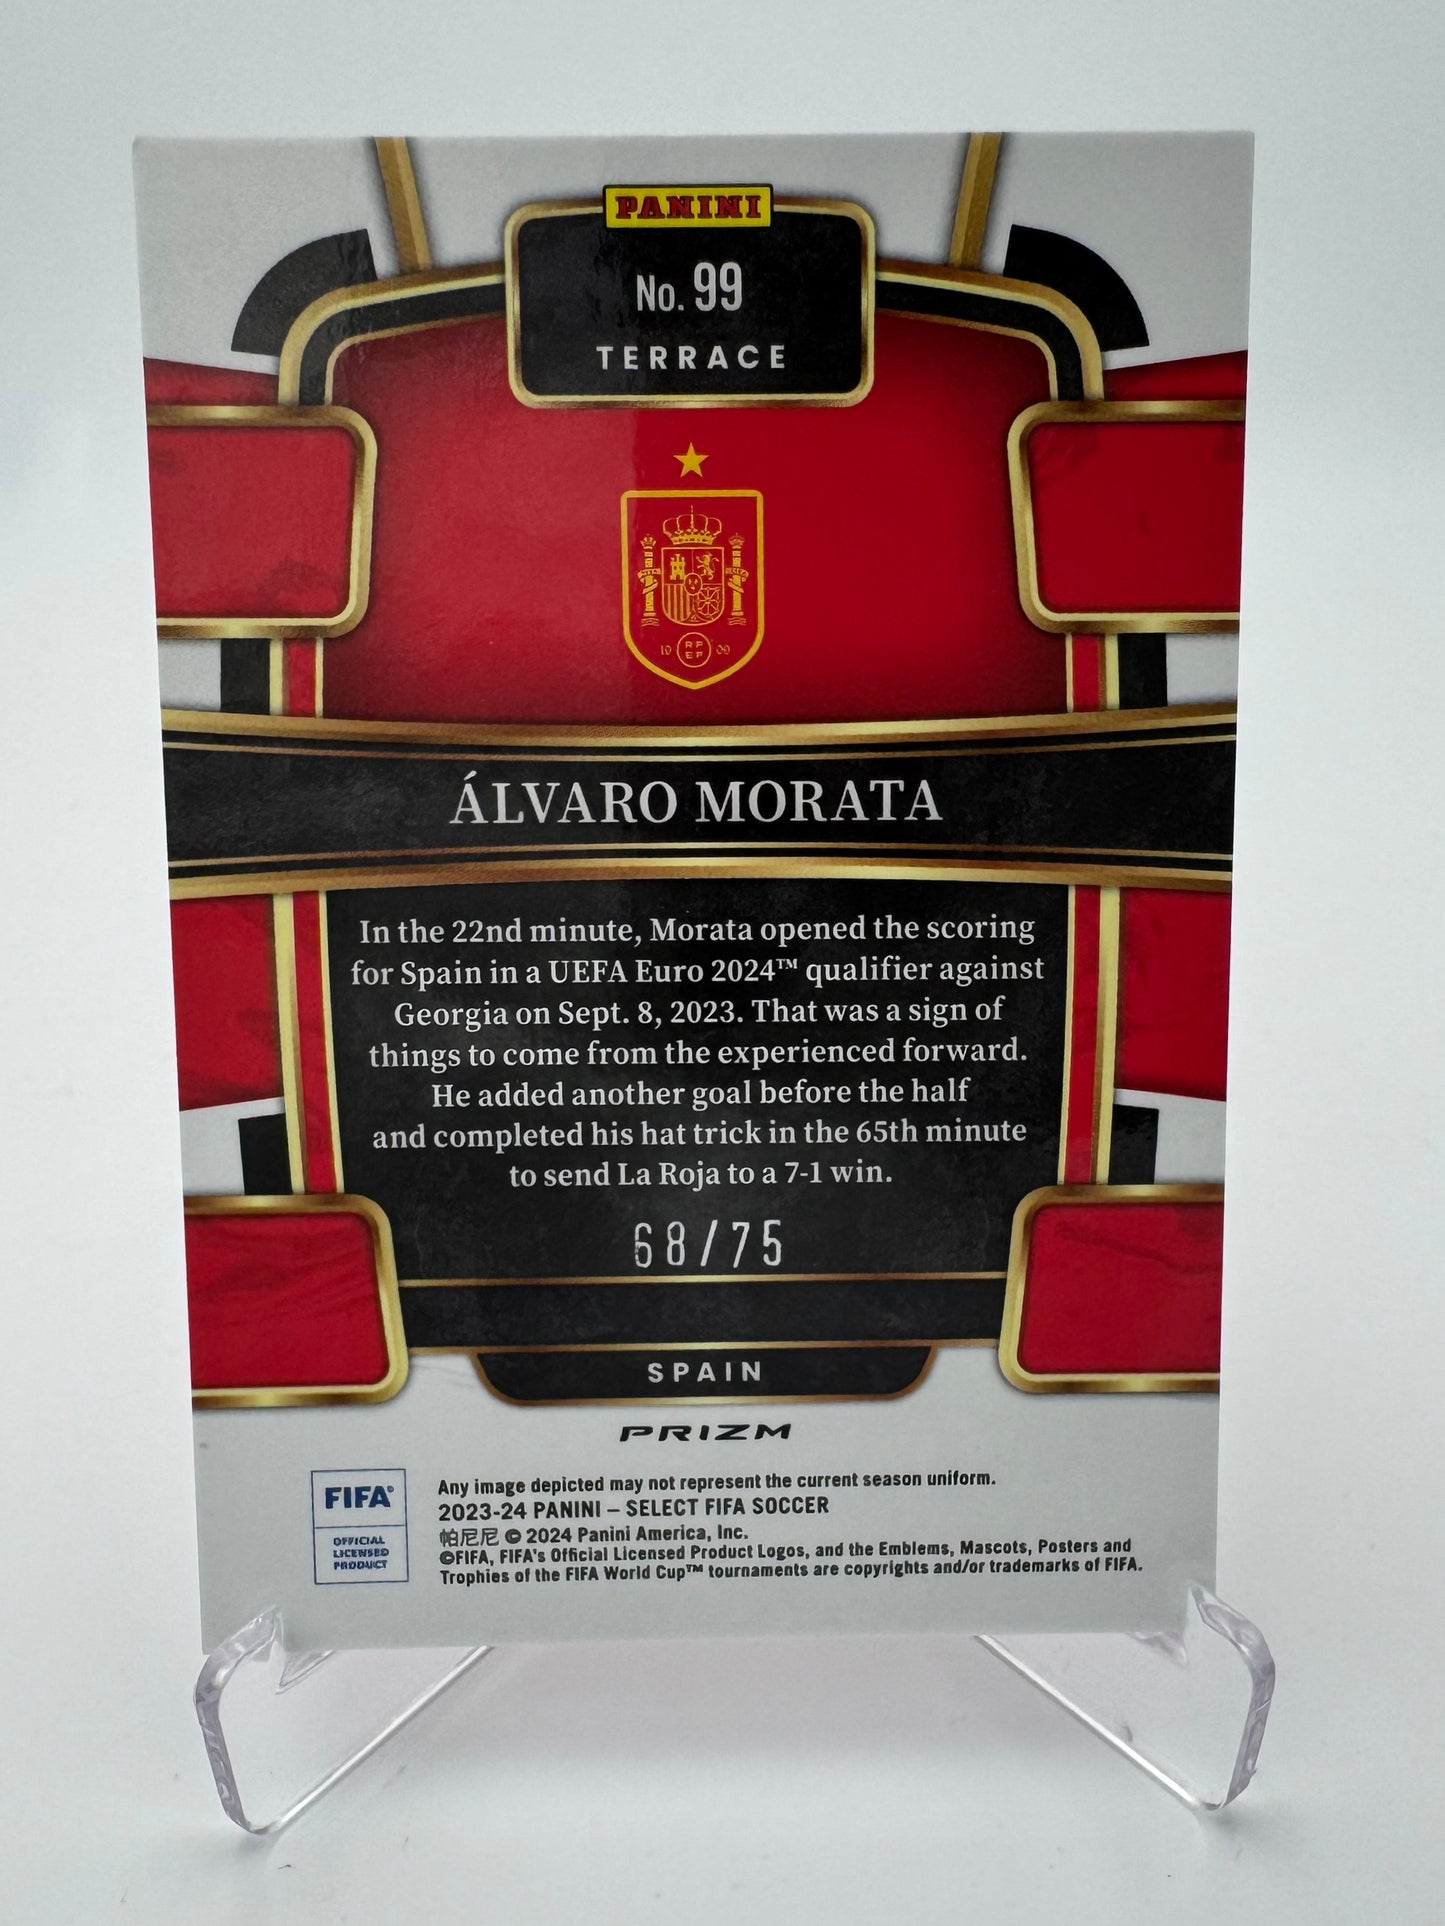 PANINI
No. 99
TERRACE
19 RF EF 09
ÁLVARO MORATA
In the 22nd minute, Morata opened the scoring
for Spain in a UEFA Euro 2024™ qualifier against
Georgia on Sept. 8, 2023. That was a sign of
things to come from the experienced forward.
He added another goal before the half
and completed his hat trick in the 65th minute
to send La Roja to a 7-1 win.
68/75
SPAIN
PRIZM
FIFA®
OFFICIAL
LICENSED
PRODUCT
Any image depicted may not represent the current season uniform.
2023-24 PANINI – SELECT FIFA SOCCER
帕尼尼 © 2024 Panini America, Inc.
©FIFA, FIFA's Official Licensed Product Logos, and the Emblems, Mascots, Posters and
Trophies of the FIFA World Cup™ tournaments are copyrights and/or trademarks of FIFA.